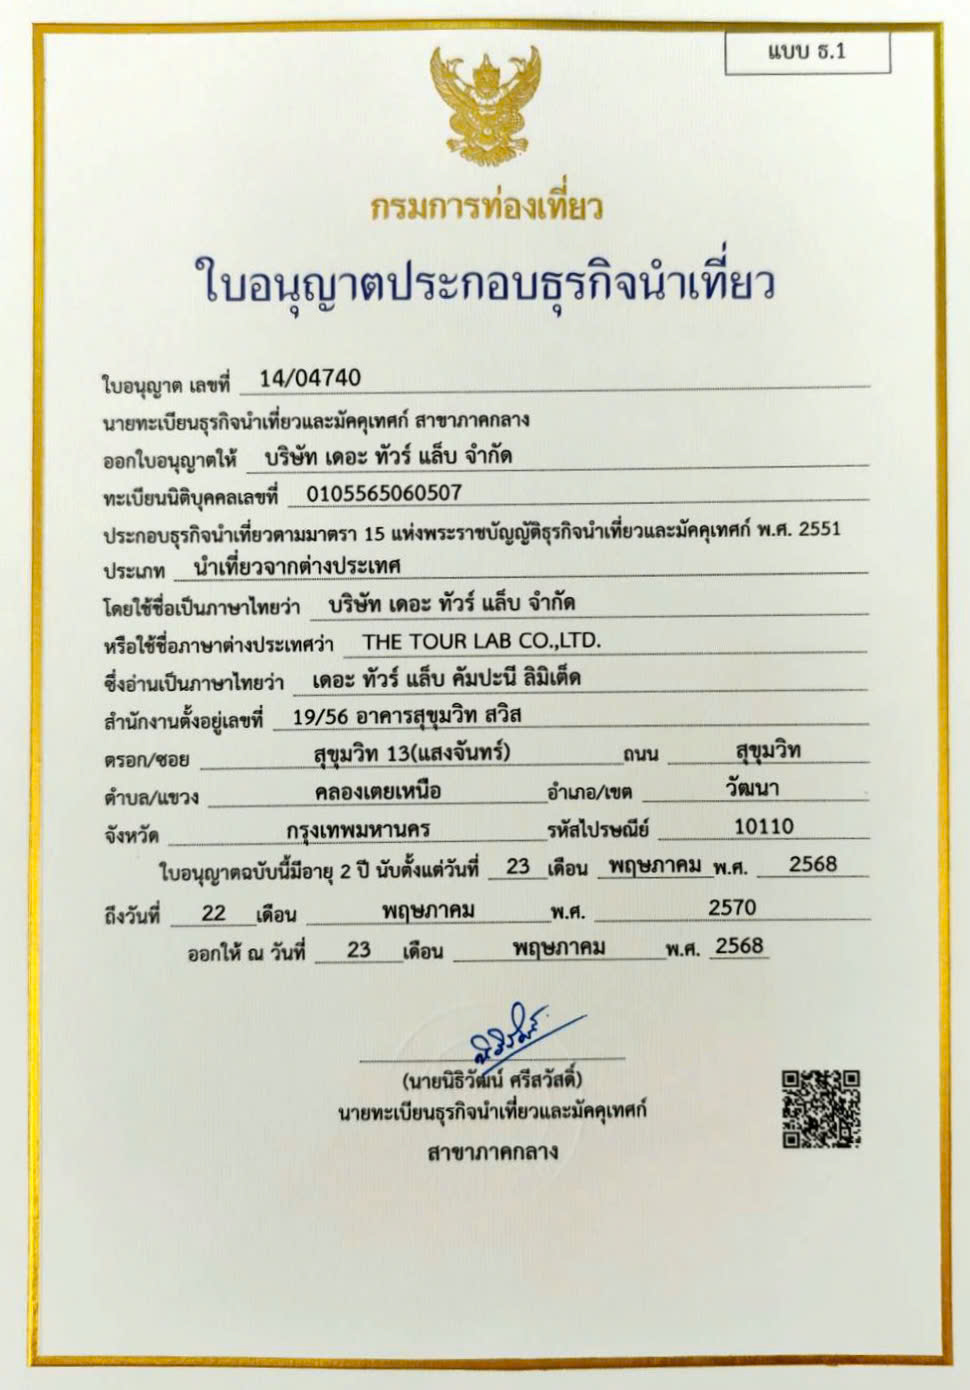 แบบ ธ.1
กรมการท่องเที่ยว
ใบอนุญาตประกอบธุรกิจนำเที่ยว
ใบอนุญาต เลขที่ 14/04740
นายทะเบียนธุรกิจนำเที่ยวและมัคคุเทศก์ สาขาภาคกลาง
ออกใบอนุญาตให้ บริษัท เดอะ ทัวร์ แล็บ จำกัด
ทะเบียนนิติบุคคลเลขที่ 0105565060507
ประกอบธุรกิจนำเที่ยวตามมาตรา 15 แห่งพระราชบัญญัติธุรกิจนำเที่ยวและมัคคุเทศก์ พ.ศ. 2551
ประเภท นำเที่ยวจากต่างประเทศ
โดยใช้ชื่อเป็นภาษาไทยว่า บริษัท เดอะ ทัวร์ แล็บ จำกัด
หรือใช้ชื่อภาษาต่างประเทศว่า THE TOUR LAB CO.,LTD.
ซึ่งอ่านเป็นภาษาไทยว่า เดอะ ทัวร์ แล็บ คัมปะนี ลิมิเต็ด
สำนักงานตั้งอยู่เลขที่ 19/56 อาคารสุขุมวิท สวิส
ตรอก/ซอย สุขุมวิท 13(แสงจันทร์) ถนน สุขุมวิท
ตำบล/แขวง คลองเตยเหนือ อำเภอ/เขต วัฒนา
จังหวัด กรุงเทพมหานคร รหัสไปรษณีย์ 10110
ใบอนุญาตฉบับนี้มีอายุ 2 ปี นับตั้งแต่วันที่ 23 เดือน พฤษภาคม พ.ศ. 2568
ถึงวันที่ 22 เดือน พฤษภาคม พ.ศ. 2570
ออกให้ ณ วันที่ 23 เดือน พฤษภาคม พ.ศ. 2568
(นายนิธิวัฒน์ ศรีสวัสดิ์)
นายทะเบียนธุรกิจนำเที่ยวและมัคคุเทศก์
สาขาภาคกลาง